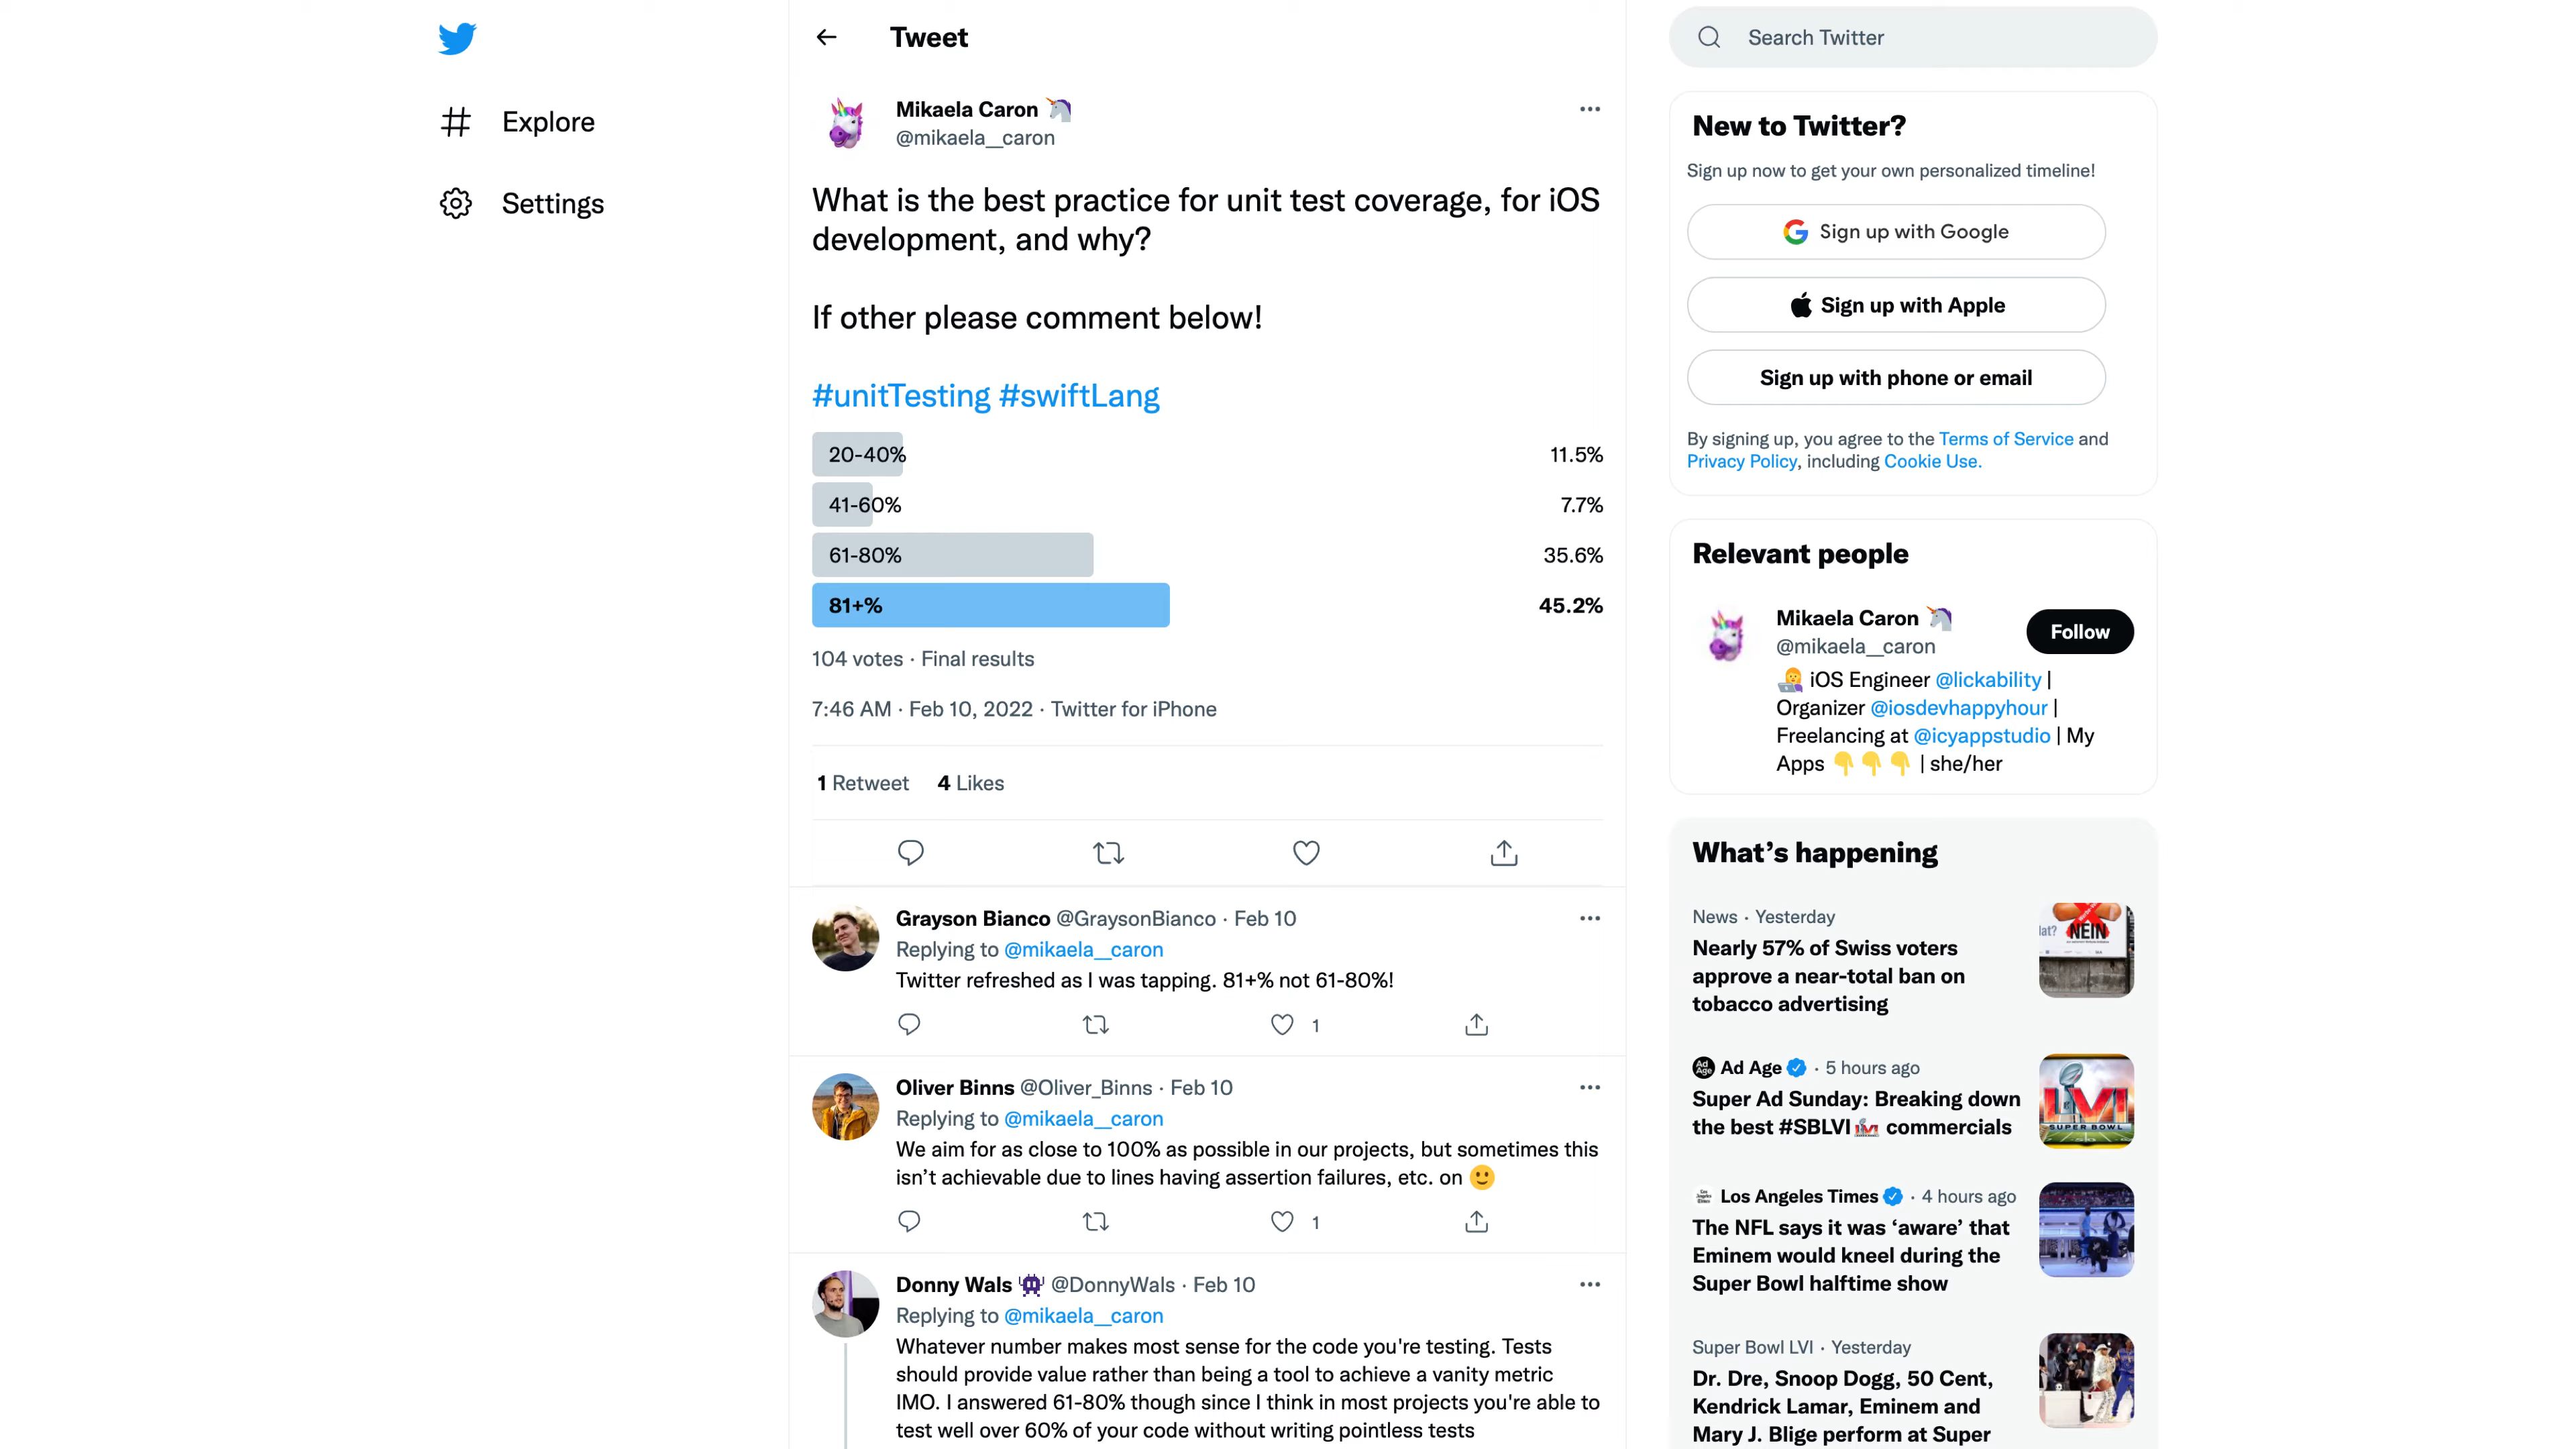 Explore
Settings
Tweet
Mikaela Caron 🦄
@mikaela__caron
What is the best practice for unit test coverage, for iOS
development, and why?
If other please comment below!
#unitTesting #swiftLang
20-40% 11.5%
41-60% 7.7%
61-80% 35.6%
81+% 45.2%
104 votes · Final results
7:46 AM · Feb 10, 2022 · Twitter for iPhone
1 Retweet 4 Likes
Grayson Bianco @GraysonBianco · Feb 10
Replying to @mikaela__caron
Twitter refreshed as I was tapping. 81+% not 61-80%!
1
Oliver Binns @Oliver_Binns · Feb 10
Replying to @mikaela__caron
We aim for as close to 100% as possible in our projects, but sometimes this
isn’t achievable due to lines having assertion failures, etc. on 🙂
1
Donny Wals 👾 @DonnyWals · Feb 10
Replying to @mikaela__caron
Whatever number makes most sense for the code you're testing. Tests
should provide value rather than being a tool to achieve a vanity metric
IMO. I answered 61-80% though since I think in most projects you're able to
test well over 60% of your code without writing pointless tests
Search Twitter
New to Twitter?
Sign up now to get your own personalized timeline!
Sign up with Google
Sign up with Apple
Sign up with phone or email
By signing up, you agree to the Terms of Service and
Privacy Policy, including Cookie Use.
Relevant people
Mikaela Caron 🦄
@mikaela__caron
Follow
👩‍💻 iOS Engineer @lickability |
Organizer @iosdevhappyhour |
Freelancing at @icyappstudio | My
Apps 👇👇👇 | she/her
What’s happening
News · Yesterday
Nearly 57% of Swiss voters
approve a near-total ban on
tobacco advertising
NEIN
Ad Age · 5 hours ago
Super Ad Sunday: Breaking down
the best #SBLVI commercials
LVI
SUPER BOWL
Los Angeles Times · 4 hours ago
The NFL says it was ‘aware’ that
Eminem would kneel during the
Super Bowl halftime show
Super Bowl LVI · Yesterday
Dr. Dre, Snoop Dogg, 50 Cent,
Kendrick Lamar, Eminem and
Mary J. Blige perform at Super